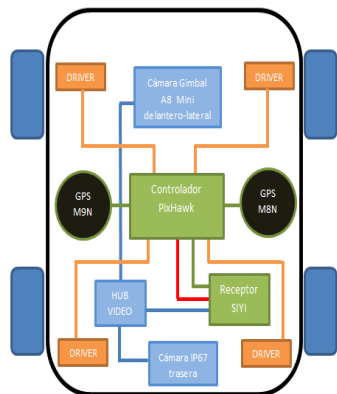 DRIVER
Cámara Gimbal
A8 Mini
delantero-lateral
DRIVER
GPS
M9N
Controlador
PixHawk
GPS
M8N
HUB
VIDEO
Receptor
SIYI
DRIVER
Cámara IP67
trasera
DRIVER